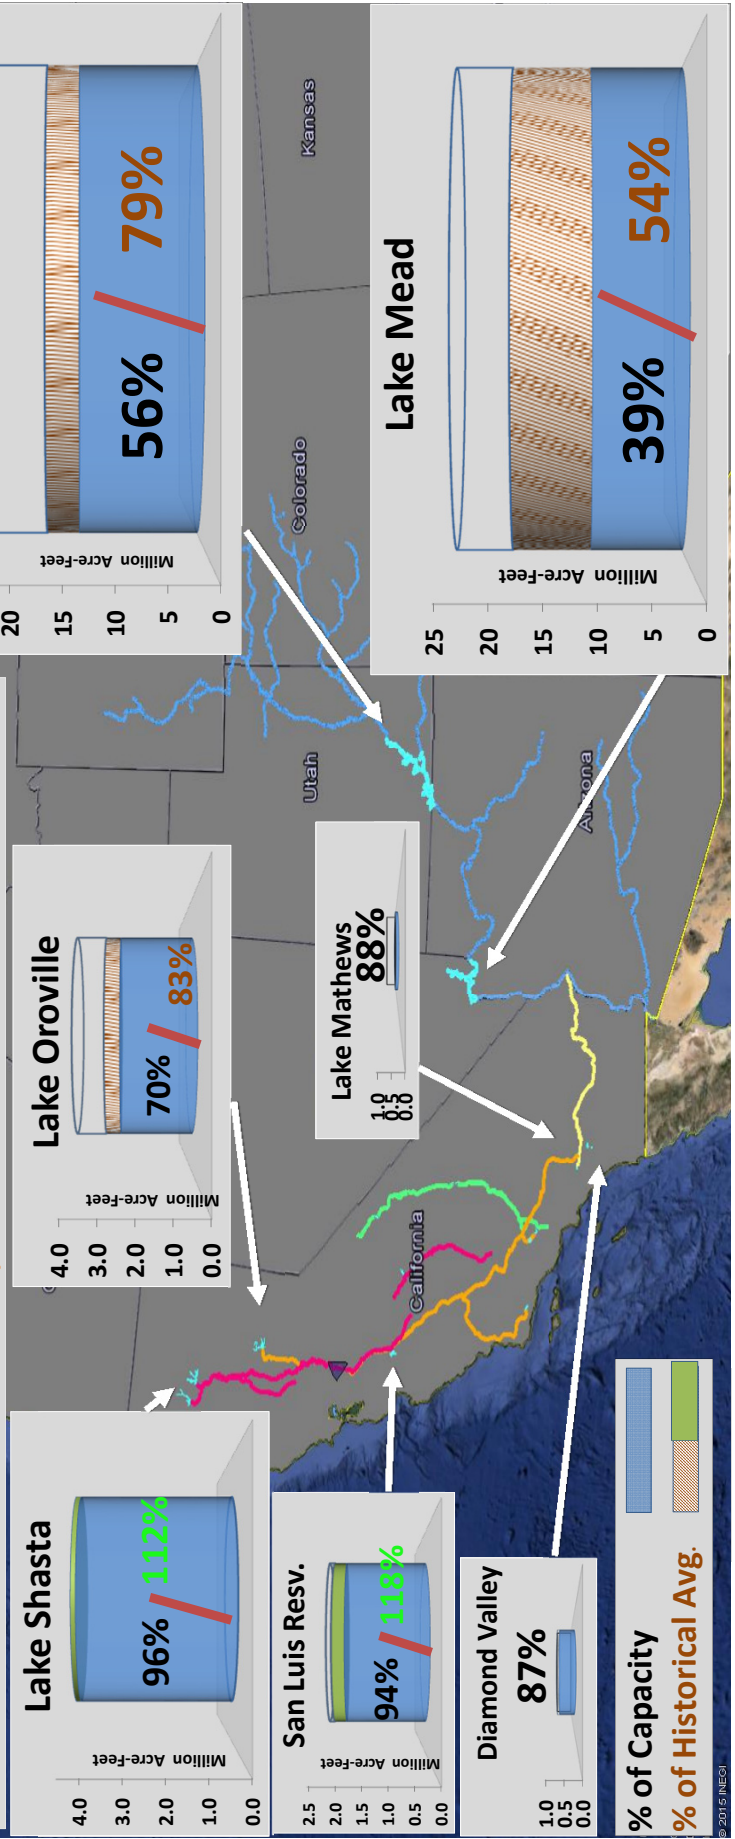 Lake Shasta
Million Acre-Feet
4.0
3.0
2.0
1.0
0.0
96%
112%
San Luis Resv.
Million Acre-Feet
2.5
2.0
1.5
1.0
0.5
0.0
94%
118%
Diamond Valley
1.0
0.5
0.0
87%
% of Capacity
% of Historical Avg.
© 2015 INEGI
Lake Oroville
Million Acre-Feet
4.0
3.0
2.0
1.0
0.0
70%
83%
Lake Mathews
1.0
0.5
0.0
88%
California
Utah
Arizona
Colorado
Kansas
20
15
10
5
0
Million Acre-Feet
56%
79%
Lake Mead
Million Acre-Feet
25
20
15
10
5
0
39%
54%